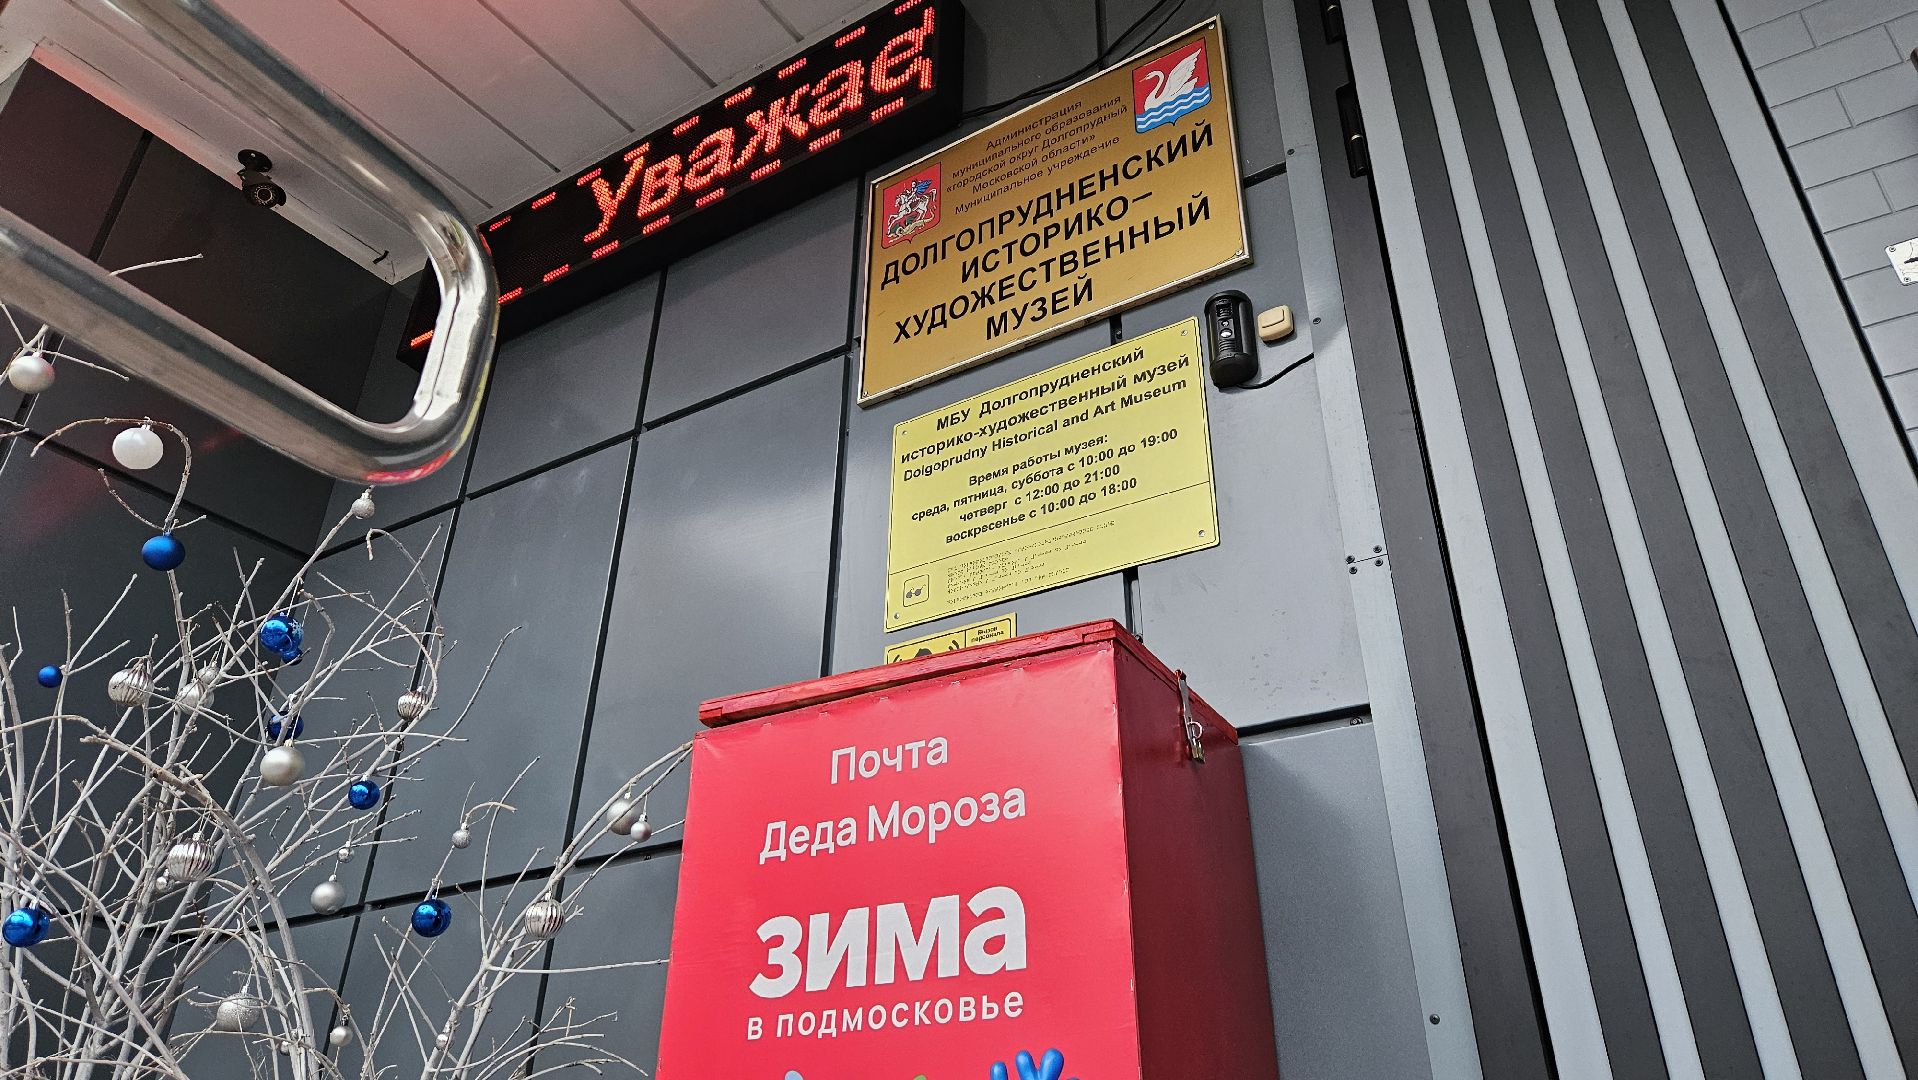 Уважае
Администрация
муниципального образования
«городской округ Долгопрудный
Московской области»
Муниципальное учреждение
ДОЛГОПРУДНЕНСКИЙ
ИСТОРИКО-
ХУДОЖЕСТВЕННЫЙ
МУЗЕЙ
МБУ Долгопрудненский
историко-художественный музей
Dolgoprudny Historical and Art Museum
Время работы музея:
среда, пятница, суббота с 10:00 до 19:00
четверг с 12:00 до 21:00
воскресенье с 10:00 до 18:00
Вызов
персонала
Почта
Деда Мороза
зима
в подмосковье